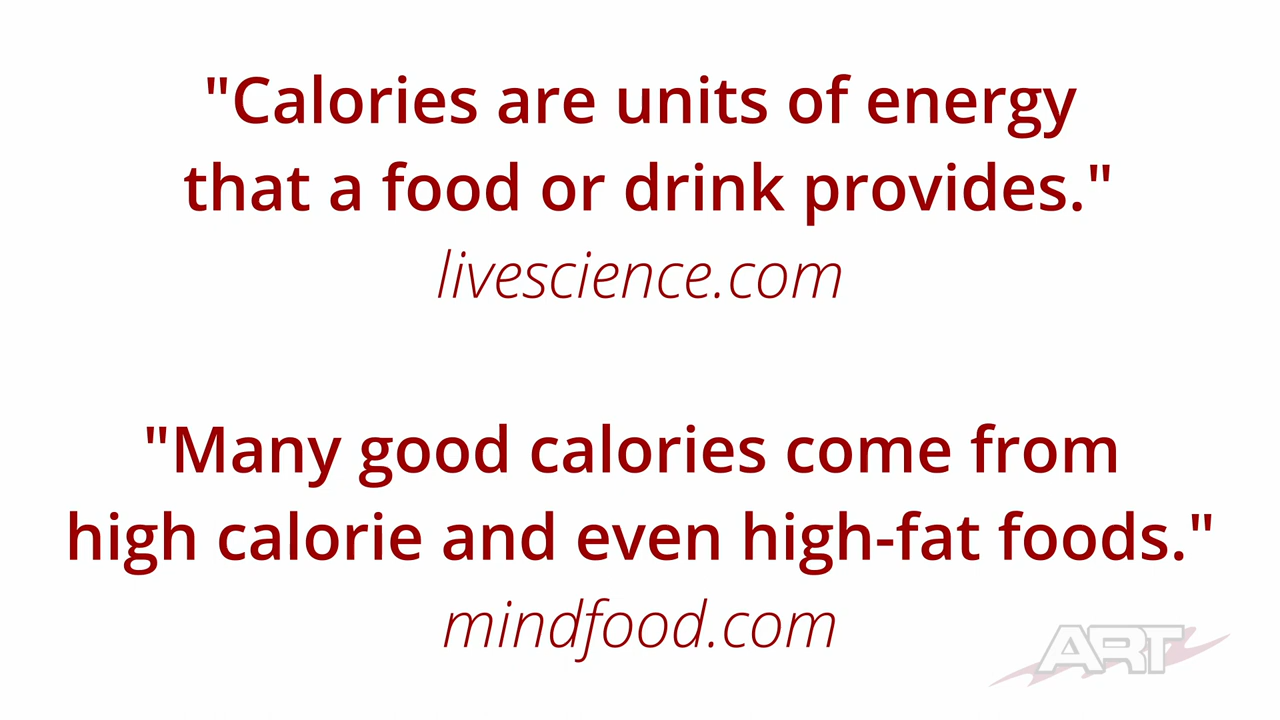 "Calories are units of energy
that a food or drink provides."
livescience.com
"Many good calories come from
high calorie and even high-fat foods."
mindfood.com
ART